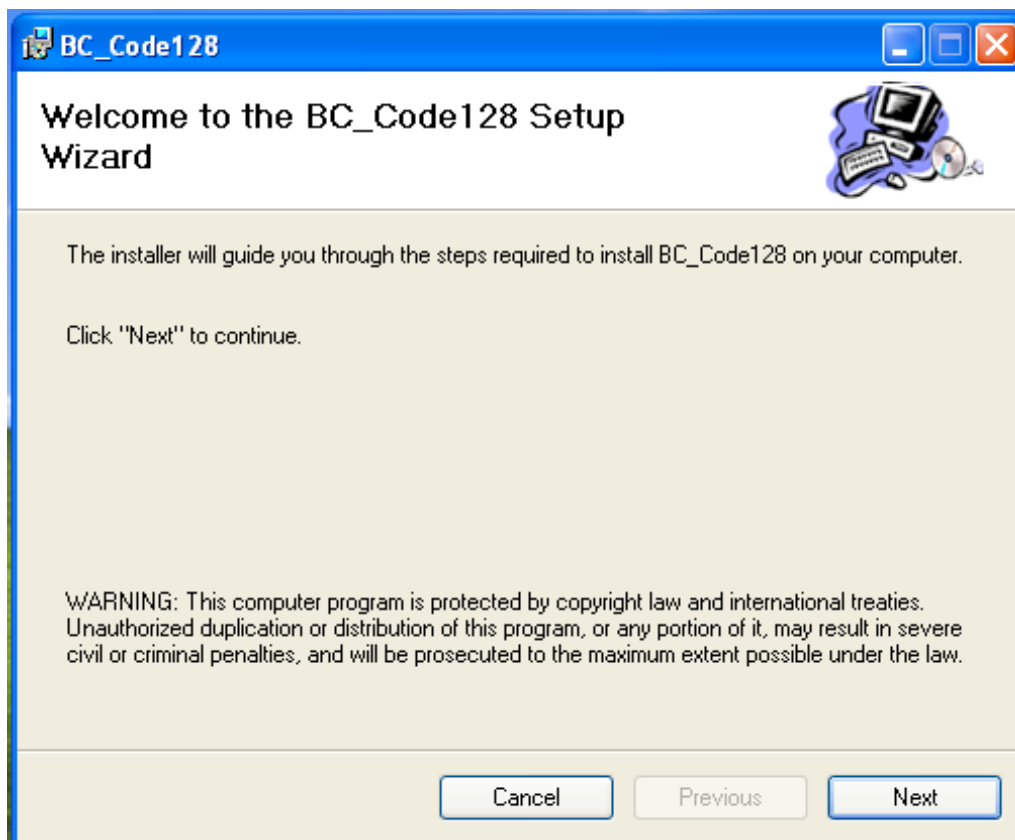 BC_Code128
Welcome to the BC_Code128 Setup
Wizard
The installer will guide you through the steps required to install BC_Code128 on your computer.
Click "Next" to continue.
WARNING: This computer program is protected by copyright law and international treaties.
Unauthorized duplication or distribution of this program, or any portion of it, may result in severe
civil or criminal penalties, and will be prosecuted to the maximum extent possible under the law.
Cancel Previous Next